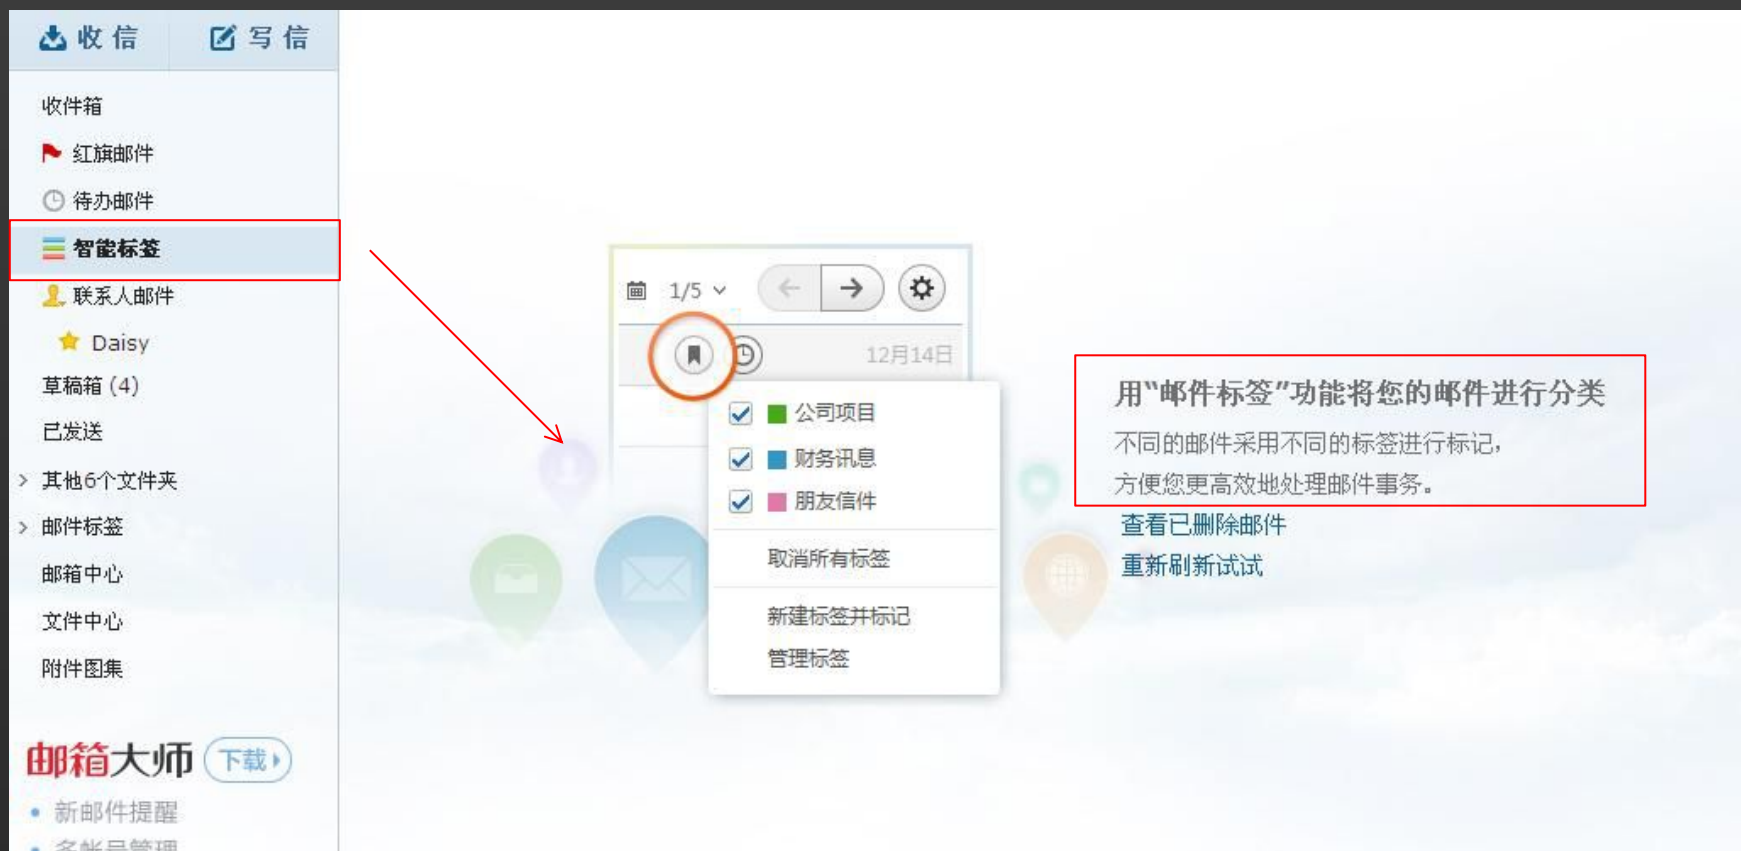 收信
写信
收件箱
红旗邮件
待办邮件
智能标签
联系人邮件
Daisy
草稿箱 (4)
已发送
其他6个文件夹
邮件标签
邮箱中心
文件中心
附件图集
邮箱大师
下载
新邮件提醒
多帐号管理
1/5
12月14日
公司项目
财务讯息
朋友信件
取消所有标签
新建标签并标记
管理标签
用“邮件标签”功能将您的邮件进行分类
不同的邮件采用不同的标签进行标记，
方便您更高效地处理邮件事务。
查看已删除邮件
重新刷新试试